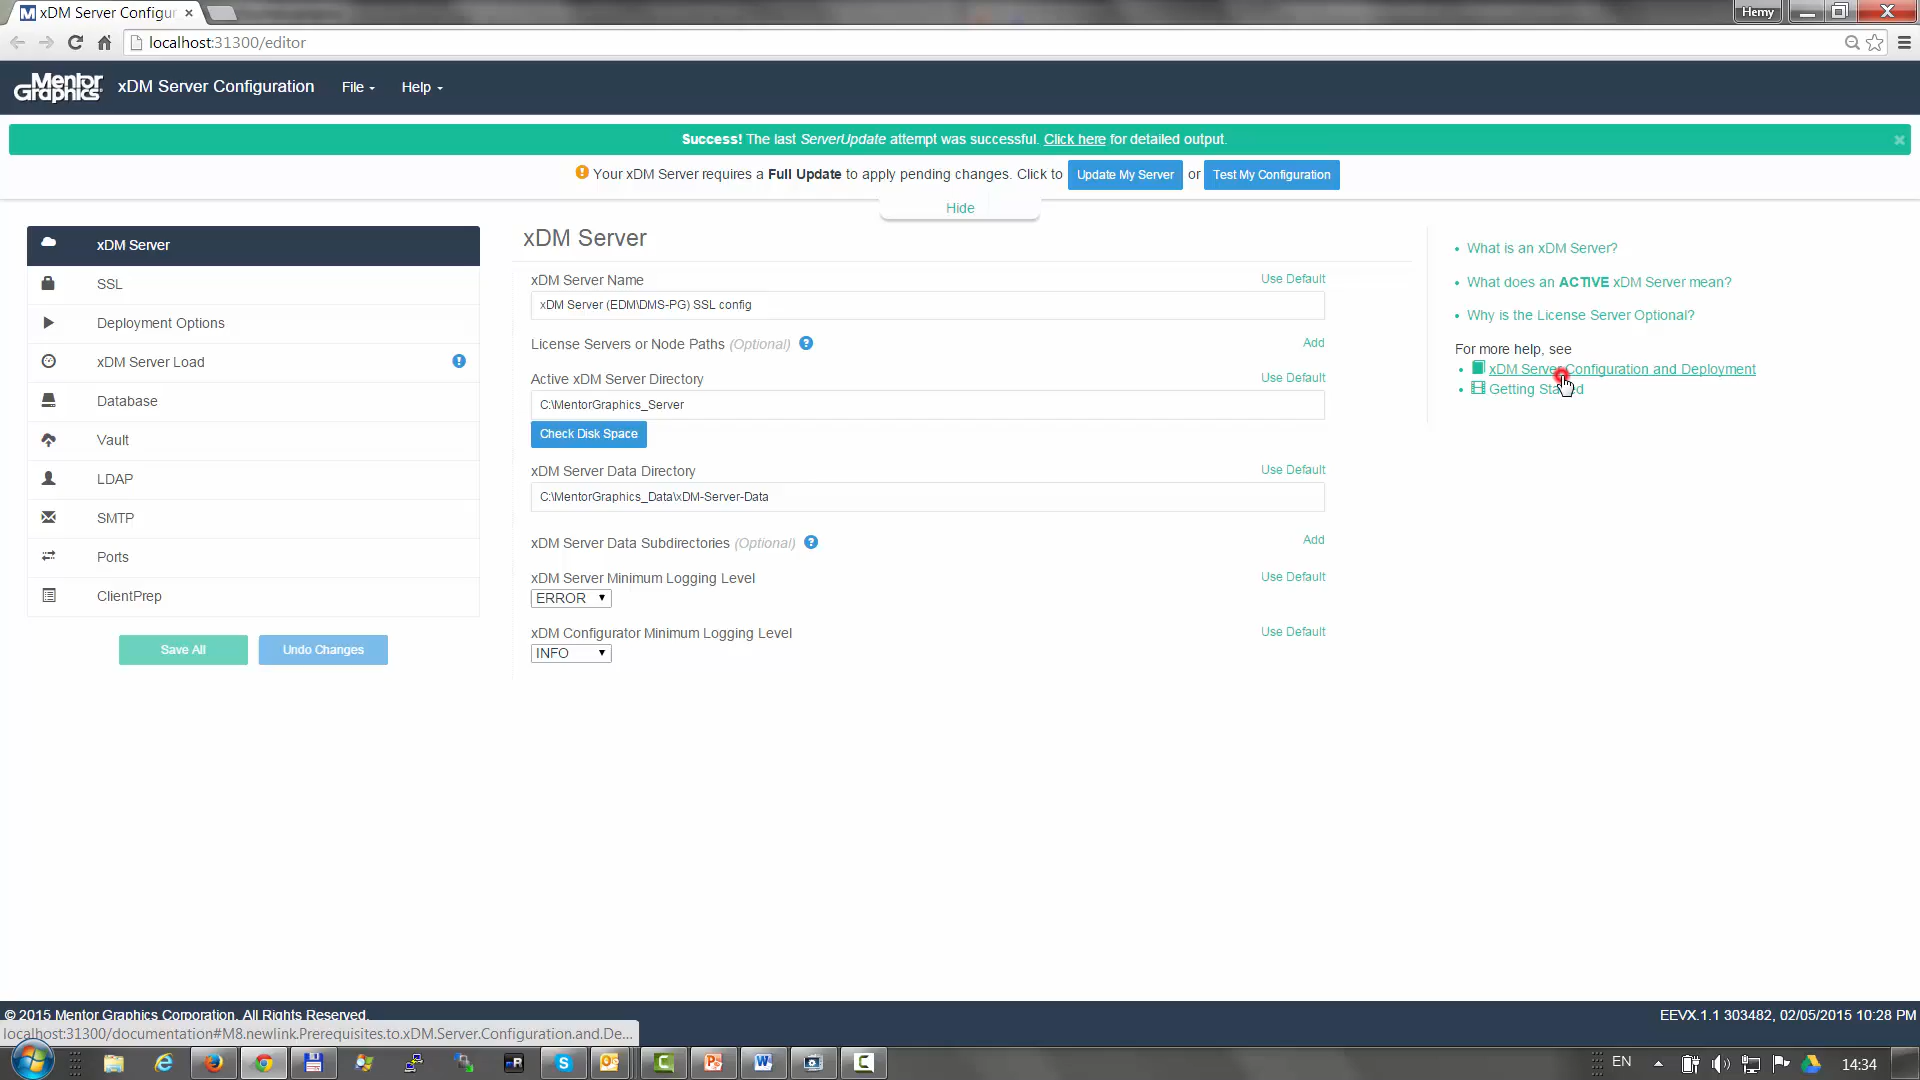 xDM Server Configur
Hemy
localhost:31300/editor
Mentor Graphics
xDM Server Configuration
File
Help
Success! The last ServerUpdate attempt was successful. Click here for detailed output.
Your xDM Server requires a Full Update to apply pending changes. Click to Update My Server or Test My Configuration
Hide
xDM Server
SSL
Deployment Options
xDM Server Load
Database
Vault
LDAP
SMTP
Ports
ClientPrep
Save All
Undo Changes
xDM Server
xDM Server Name
Use Default
xDM Server (EDM\DMS-PG) SSL config
License Servers or Node Paths (Optional)
Add
Active xDM Server Directory
Use Default
C:\MentorGraphics_Server
Check Disk Space
xDM Server Data Directory
Use Default
C:\MentorGraphics_Data\xDM-Server-Data
xDM Server Data Subdirectories (Optional)
Add
xDM Server Minimum Logging Level
Use Default
ERROR
xDM Configurator Minimum Logging Level
Use Default
INFO
What is an xDM Server?
What does an ACTIVE xDM Server mean?
Why is the License Server Optional?
For more help, see
xDM Server Configuration and Deployment
Getting Started
© 2015 Mentor Graphics Corporation. All Rights Reserved.
EEVX.1.1 303482, 02/05/2015 10:28 PM
localhost:31300/documentation#M8.newlink.Prerequisites.to.xDM.Server.Configuration.and.De...
EN
14:34